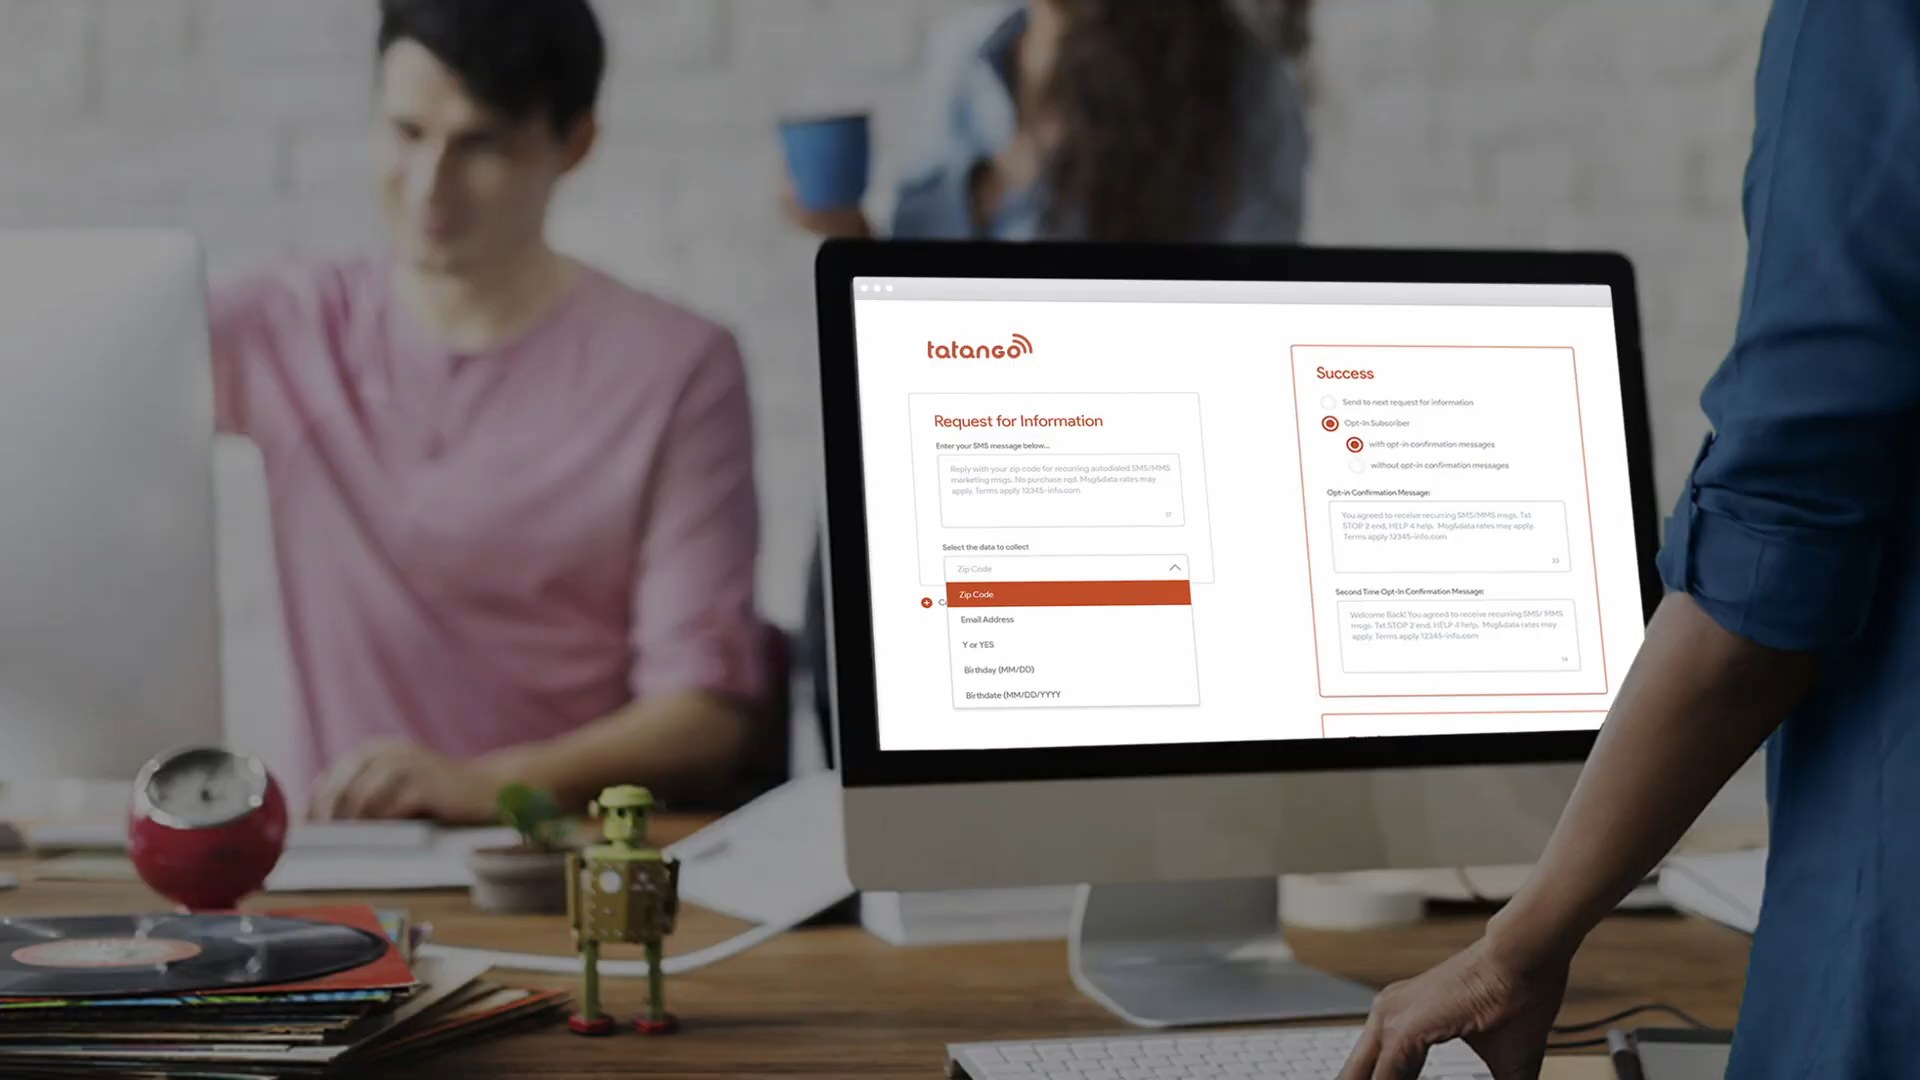 tatango
Request for Information
Enter your SMS message below...
Reply with your zip code for recurring autodialed SMS/MMS
marketing msgs. No purchase rqd. Msg&data rates may
apply. Terms apply 12345-info.com
Select the data to collect
Zip Code
Zip Code
Email Address
Y or YES
Birthday (MM/DD)
Birthdate (MM/DD/YYYY
Success
Send to next request for information
Opt-In Subscriber
with opt-in confirmation messages
without opt-in confirmation messages
Opt-in Confirmation Message:
You agreed to receive recurring SMS/MMS msgs. Txt
STOP 2 end, HELP 4 help. Msg&data rates may apply.
Terms apply 12345-info.com
33
Second Time Opt-In Confirmation Message:
Welcome Back! You agreed to receive recurring SMS/ MMS
msgs. Txt STOP 2 end, HELP 4 help. Msg&data rates may
apply. Terms apply 12345-info.com